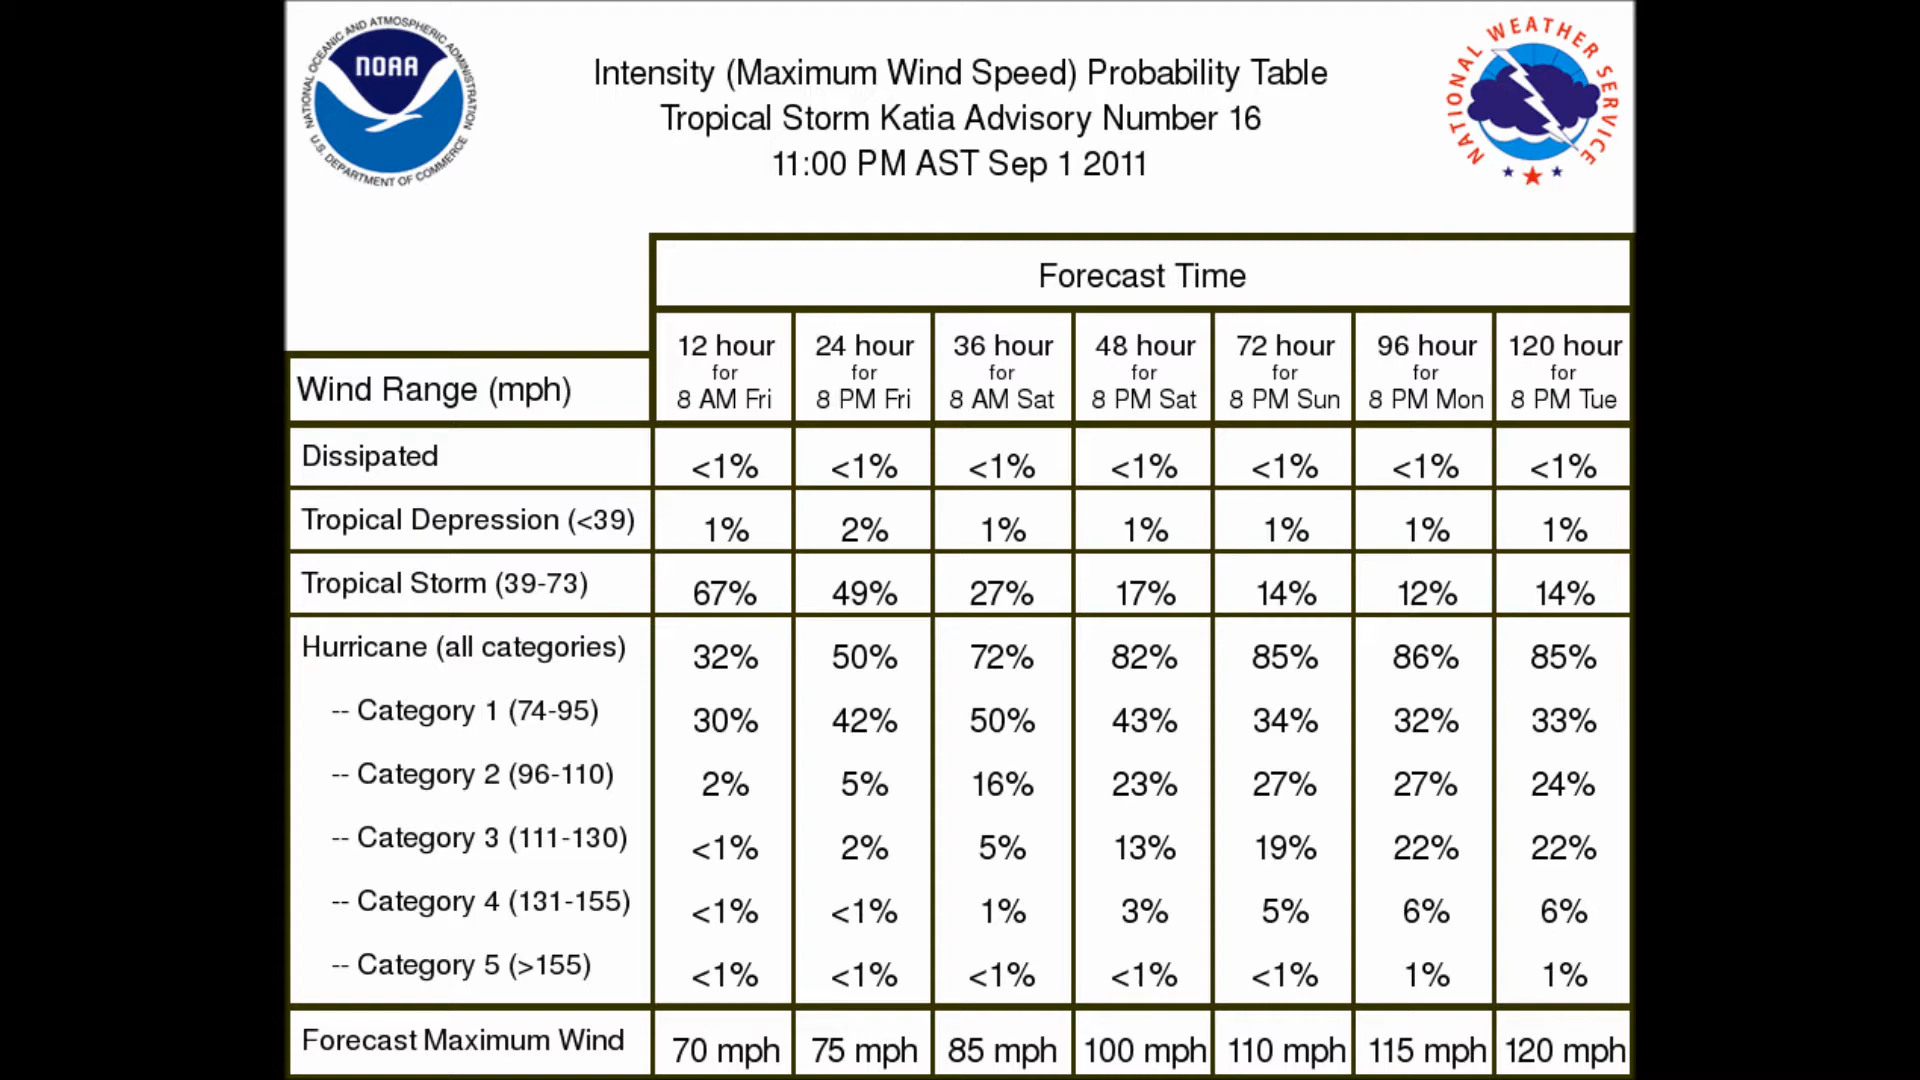 NATIONAL OCEANIC AND ATMOSPHERIC ADMINISTRATION
NOAA
U.S. DEPARTMENT OF COMMERCE
Intensity (Maximum Wind Speed) Probability Table
Tropical Storm Katia Advisory Number 16
11:00 PM AST Sep 1 2011
NATIONAL WEATHER SERVICE
Forecast Time
Wind Range (mph)
12 hour for 8 AM Fri
24 hour for 8 PM Fri
36 hour for 8 AM Sat
48 hour for 8 PM Sat
72 hour for 8 PM Sun
96 hour for 8 PM Mon
120 hour for 8 PM Tue
Dissipated <1% <1% <1% <1% <1% <1% <1%
Tropical Depression (<39) 1% 2% 1% 1% 1% 1% 1%
Tropical Storm (39-73) 67% 49% 27% 17% 14% 12% 14%
Hurricane (all categories) 32% 50% 72% 82% 85% 86% 85%
-- Category 1 (74-95) 30% 42% 50% 43% 34% 32% 33%
-- Category 2 (96-110) 2% 5% 16% 23% 27% 27% 24%
-- Category 3 (111-130) <1% 2% 5% 13% 19% 22% 22%
-- Category 4 (131-155) <1% <1% 1% 3% 5% 6% 6%
-- Category 5 (>155) <1% <1% <1% <1% <1% 1% 1%
Forecast Maximum Wind 70 mph 75 mph 85 mph 100 mph 110 mph 115 mph 120 mph